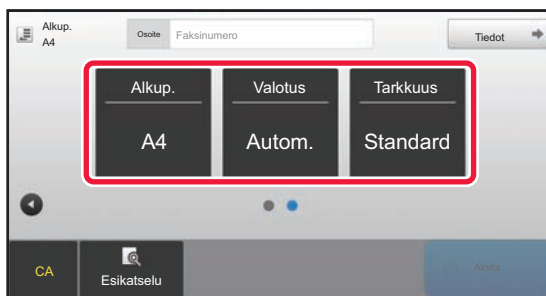 Alkup.
A4
Osoite
Faksinumero
Tiedot
Alkup.
Valotus
Tarkkuus
A4
Autom.
Standard
CA
Esikatselu
Aloita